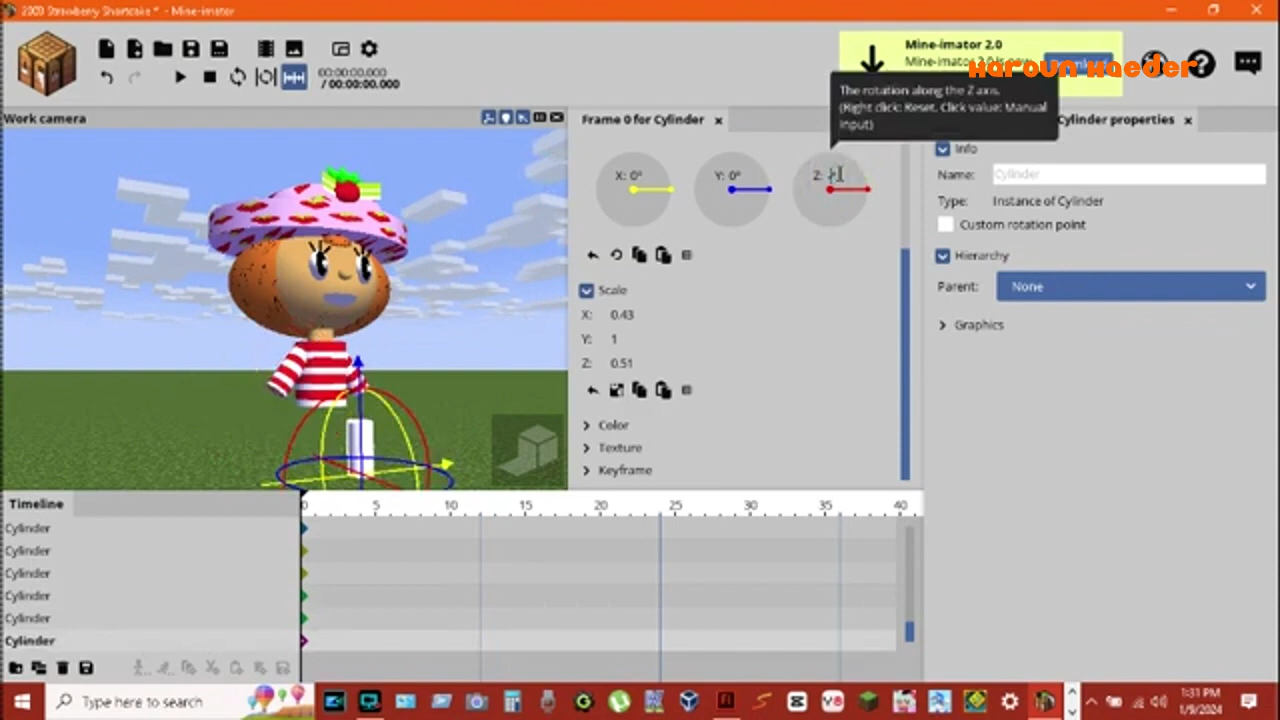 2009 Strawberry Shortcake * - Mine-imator
00:00:00.000
/ 00:00:00.000
Mine-imator 2.0
Haroun Haeder
The rotation along the Z axis.
(Right click: Reset. Click value: Manual
Input)
Work camera
Frame 0 for Cylinder
Cylinder properties
X: 0°
Y: 0°
Z:
Info
Name: Cylinder
Type: Instance of Cylinder
Custom rotation point
Hierarchy
Parent: None
Graphics
Scale
X: 0.43
Y: 1
Z: 0.51
Color
Texture
Keyframe
Timeline
0 5 10 15 20 25 30 35 40
Cylinder
Cylinder
Cylinder
Cylinder
Cylinder
Cylinder
Type here to search
1:31 PM
1/9/2024